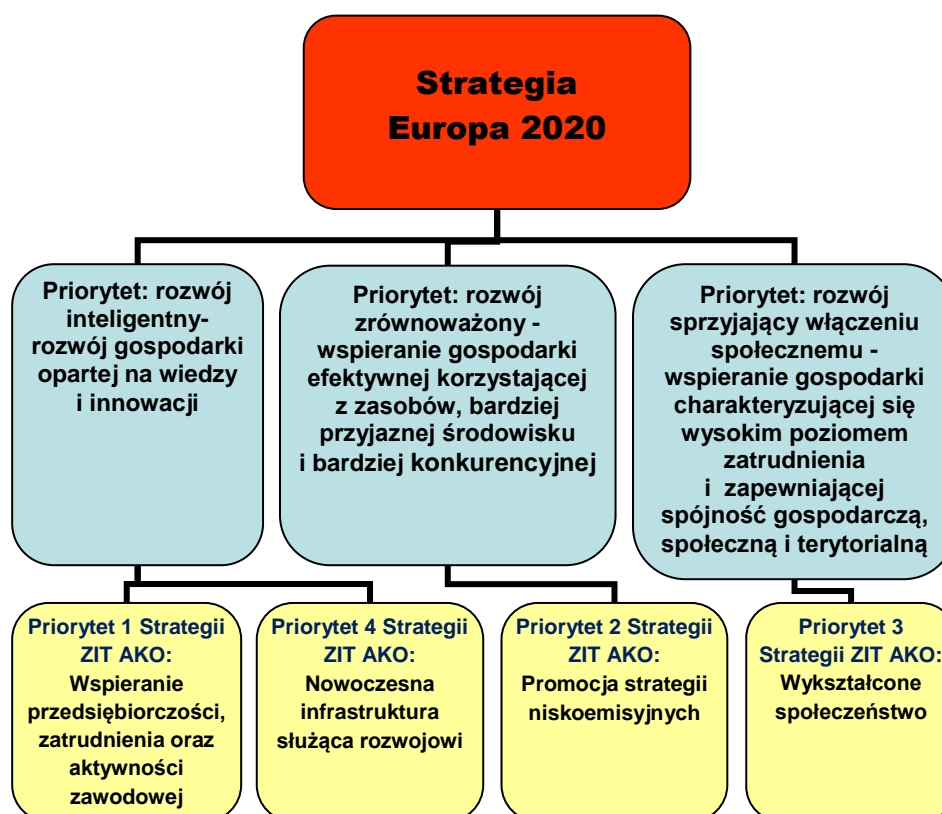 Strategia
Europa 2020
Priorytet: rozwój
inteligentny-
rozwój gospodarki
opartej na wiedzy
i innowacji
Priorytet: rozwój
zrównoważony -
wspieranie gospodarki
efektywnej korzystającej
z zasobów, bardziej
przyjaznej środowisku
i bardziej konkurencyjnej
Priorytet: rozwój
sprzyjający włączeniu
społecznemu -
wspieranie gospodarki
charakteryzującej się
wysokim poziomem
zatrudnienia
i zapewniającej
spójność gospodarczą,
społeczną i terytorialną
Priorytet 1 Strategii
ZIT AKO:
Wspieranie
przedsiębiorczości,
zatrudnienia oraz
aktywności
zawodowej
Priorytet 4 Strategii
ZIT AKO:
Nowoczesna
infrastruktura
służąca rozwojowi
Priorytet 2 Strategii
ZIT AKO:
Promocja strategii
niskoemisyjnych
Priorytet 3
Strategii ZIT AKO:
Wykształcone
społeczeństwo